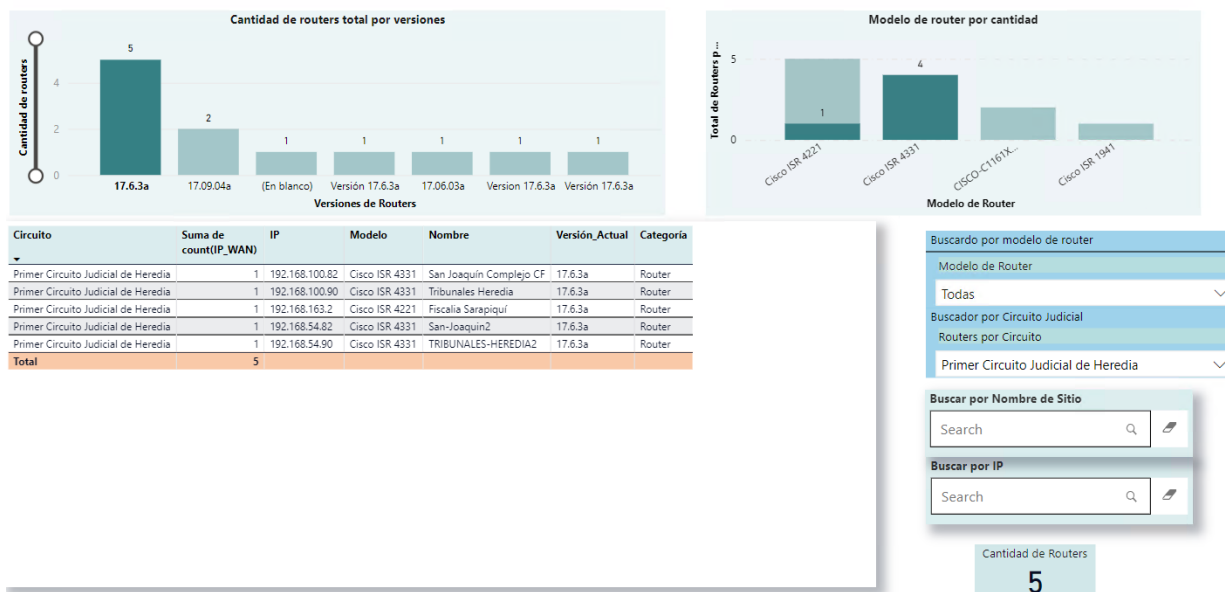 Cantidad de routers total por versiones
Cantidad de routers
4
2
0
5
2
1
1
1
1
1
17.6.3a
17.09.04a
(En blanco)
Versión 17.6.3a
17.06.03a
Version 17.6.3a
Versión 17.6.3a
Versiones de Routers
Modelo de router por cantidad
Total de Routers p...
5
0
1
4
Cisco ISR 4221
Cisco ISR 4331
CISCO-C1161X...
Cisco ISR 1941
Modelo de Router
Circuito Suma de count(IP_WAN) IP Modelo Nombre Versión_Actual Categoría
Primer Circuito Judicial de Heredia 1 192.168.100.82 Cisco ISR 4331 San Joaquín Complejo CF 17.6.3a Router
Primer Circuito Judicial de Heredia 1 192.168.100.90 Cisco ISR 4331 Tribunales Heredia 17.6.3a Router
Primer Circuito Judicial de Heredia 1 192.168.163.2 Cisco ISR 4221 Fiscalia Sarapiquí 17.6.3a Router
Primer Circuito Judicial de Heredia 1 192.168.54.82 Cisco ISR 4331 San-Joaquin2 17.6.3a Router
Primer Circuito Judicial de Heredia 1 192.168.54.90 Cisco ISR 4331 TRIBUNALES-HEREDIA2 17.6.3a Router
Total 5
Buscardo por modelo de router
Modelo de Router
Todas
Buscador por Circuito Judicial
Routers por Circuito
Primer Circuito Judicial de Heredia
Buscar por Nombre de Sitio
Search
Buscar por IP
Search
Cantidad de Routers
5